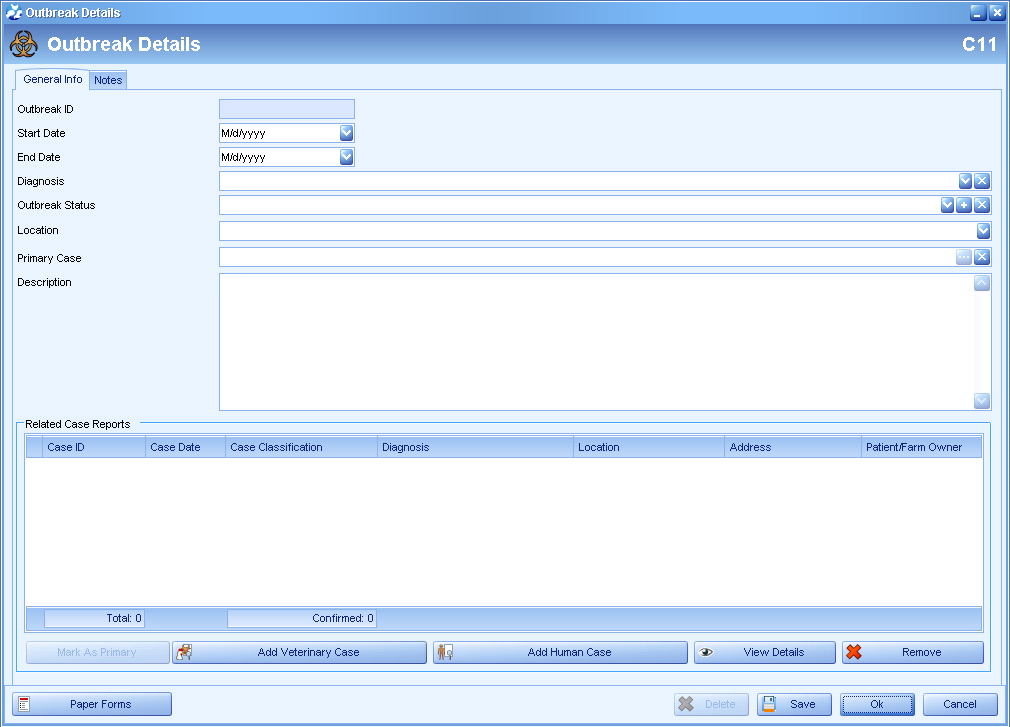 Outbreak Details
Outbreak Details C11
General Info Notes
Outbreak ID
Start Date M/d/yyyy
End Date M/d/yyyy
Diagnosis
Outbreak Status
Location
Primary Case
Description
Related Case Reports
Case ID Case Date Case Classification Diagnosis Location Address Patient/Farm Owner
Total: 0 Confirmed: 0
Mark As Primary Add Veterinary Case Add Human Case View Details Remove
Paper Forms Delete Save Ok Cancel